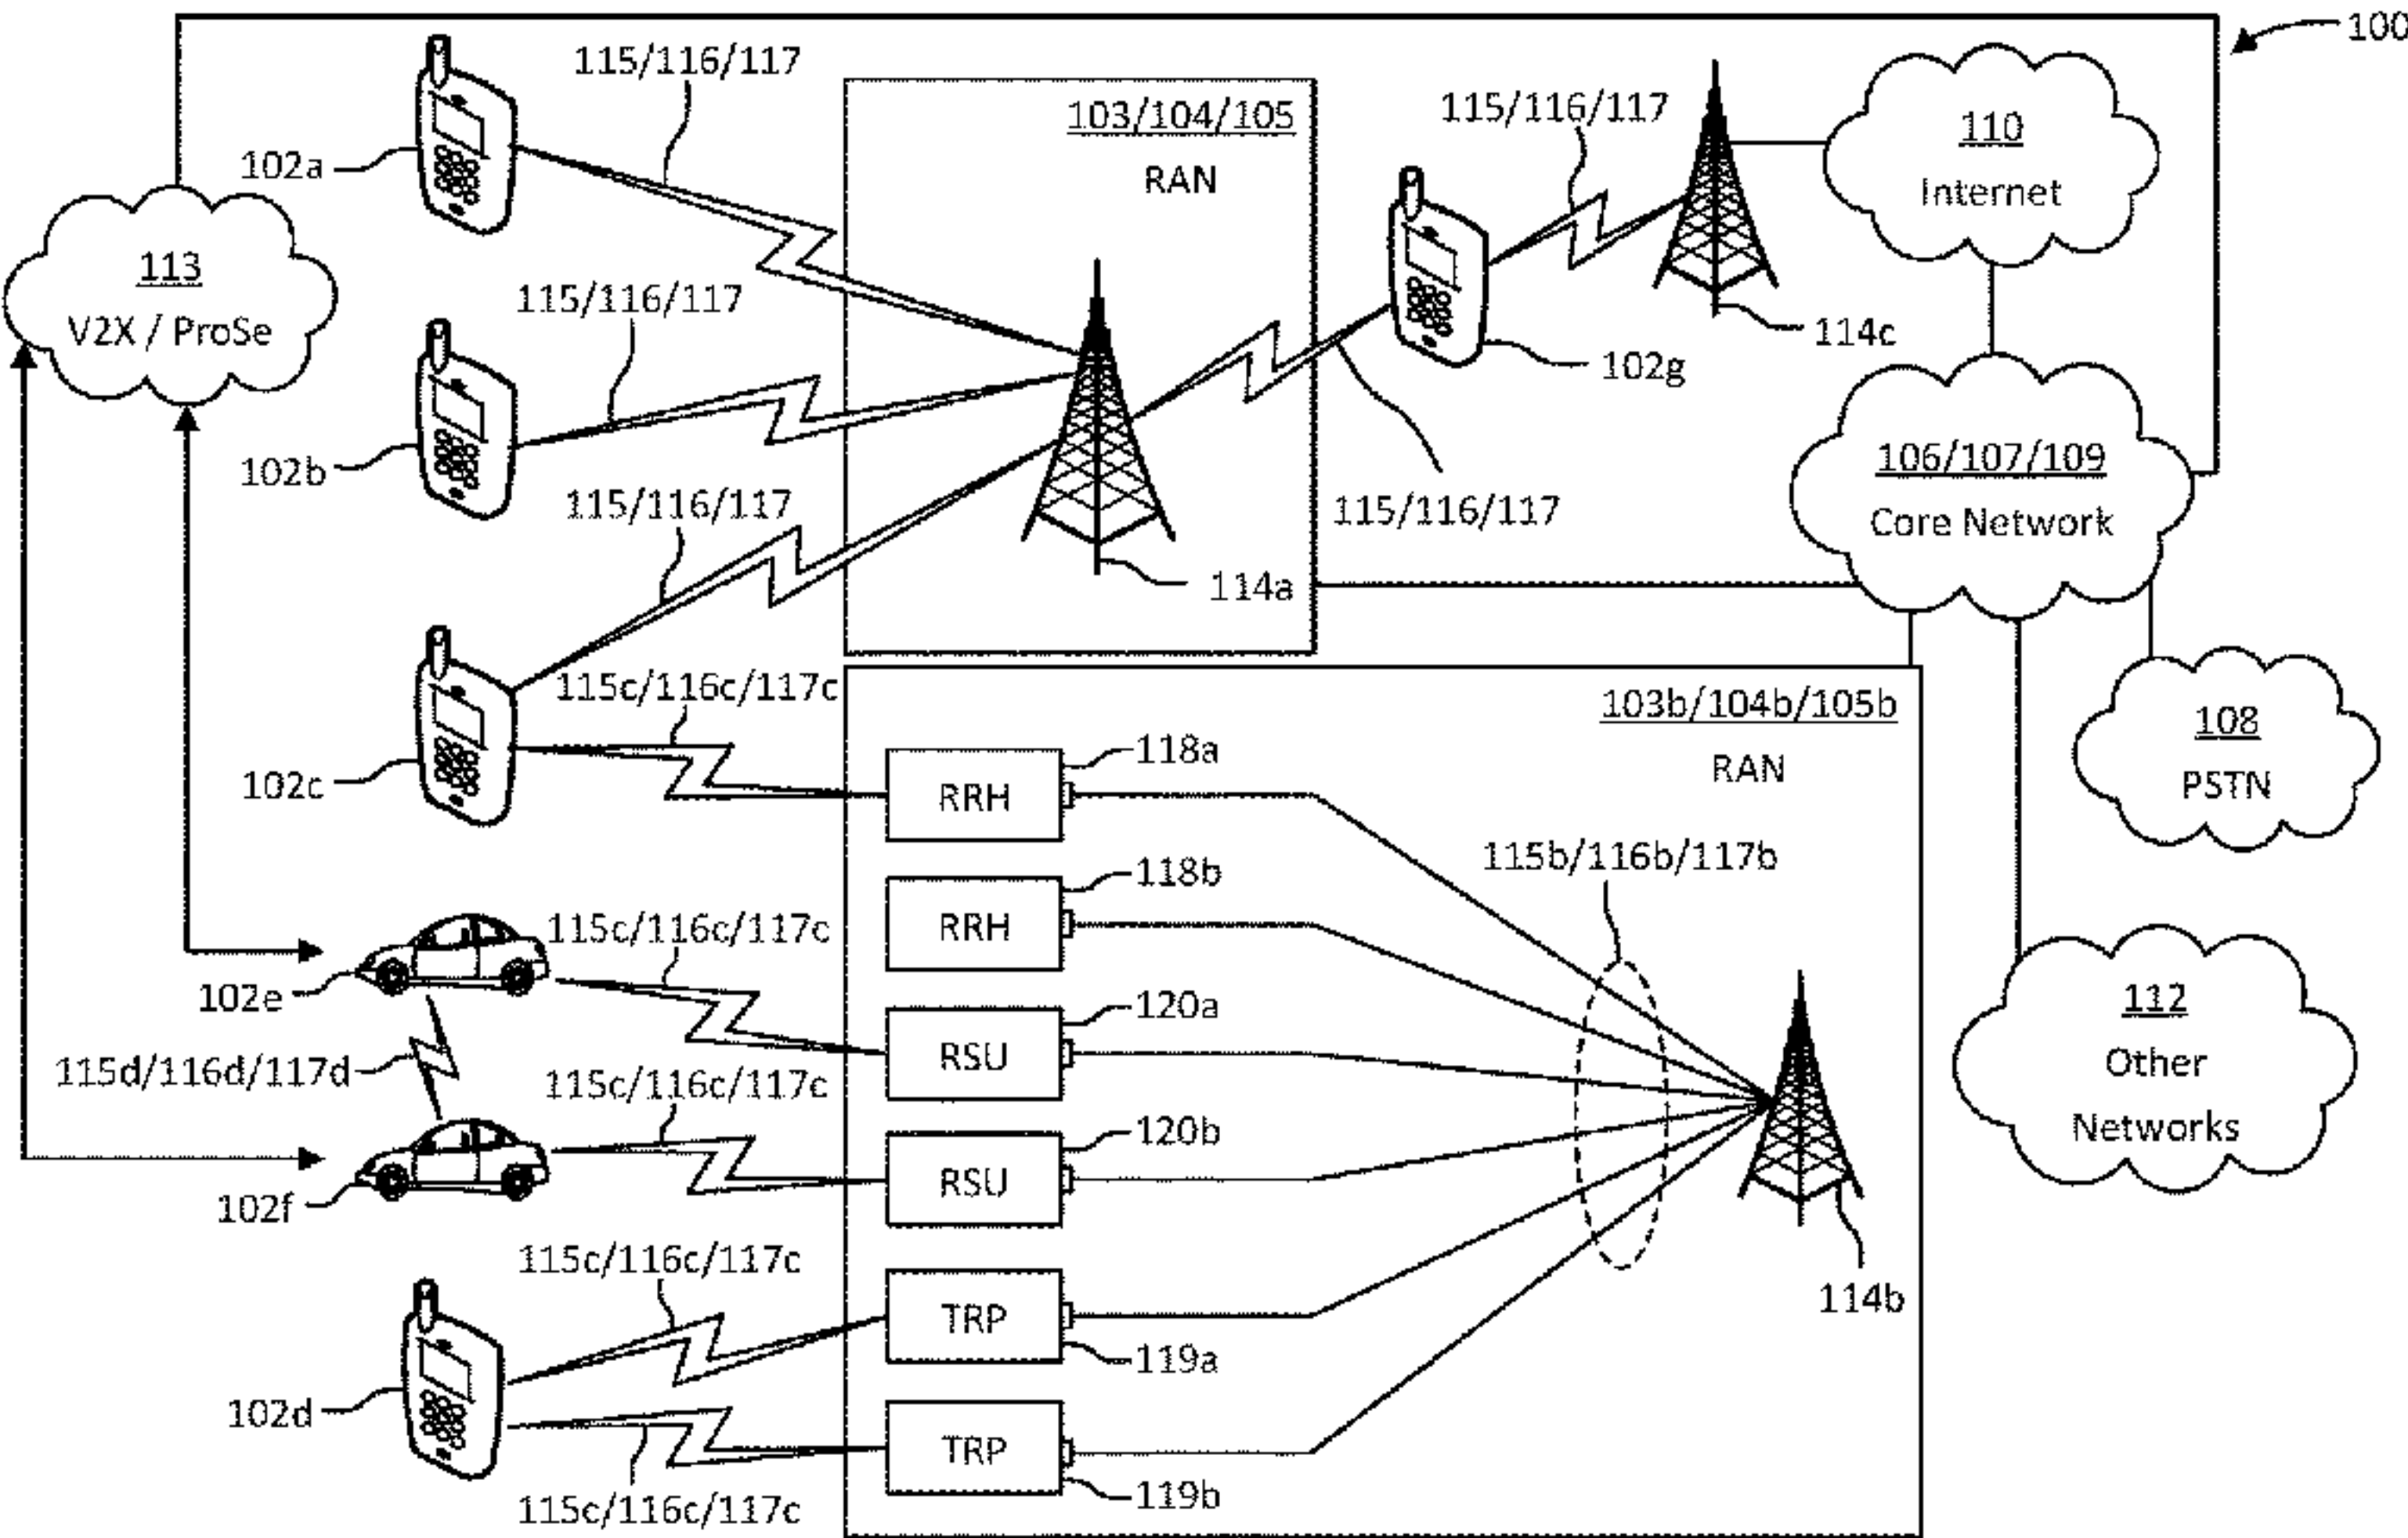 100
115/116/117
103/104/105
RAN
115/116/117
110
Internet
102a
113
V2X / ProSe
115/116/117
114c
102g
102b
106/107/109
Core Network
115/116/117
115/116/117
114a
115c/116c/117c
103b/104b/105b
RAN
108
PSTN
102c
118a
RRH
115b/116b/117b
118b
RRH
115c/116c/117c
102e
120a
RSU
112
Other
Networks
115d/116d/117d
115c/116c/117c
120b
RSU
102f
115c/116c/117c
114b
TRP
119a
102d
TRP
119b
115c/116c/117c